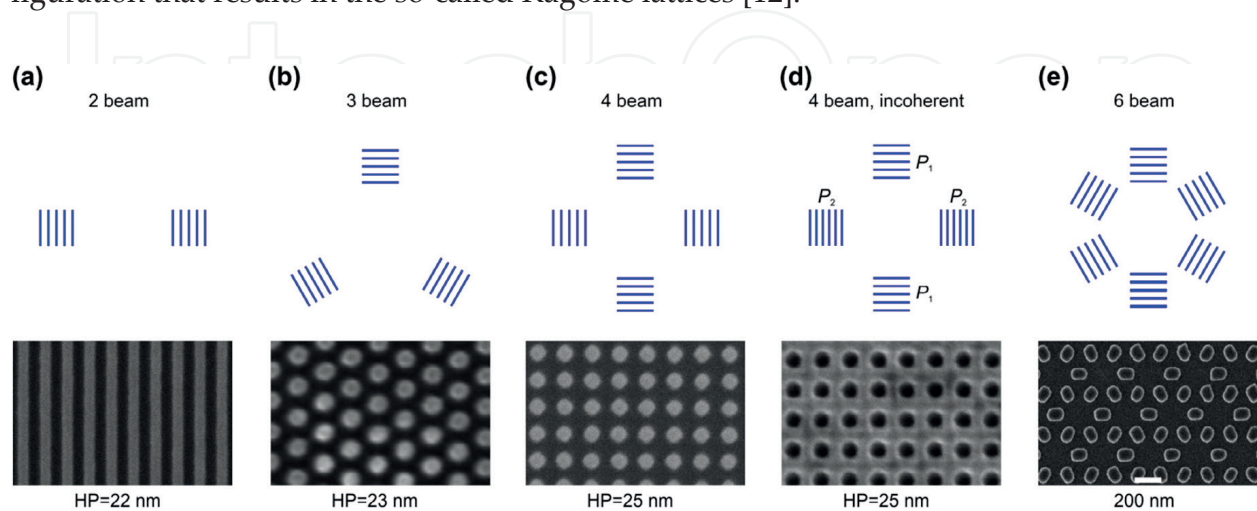 figuration that results in the so-called Kagome lattices [12].
(a) (b) (c) (d) (e)
2 beam 3 beam 4 beam 4 beam, incoherent 6 beam
P₁
P₂ P₂
P₁
HP=22 nm HP=23 nm HP=25 nm HP=25 nm 200 nm